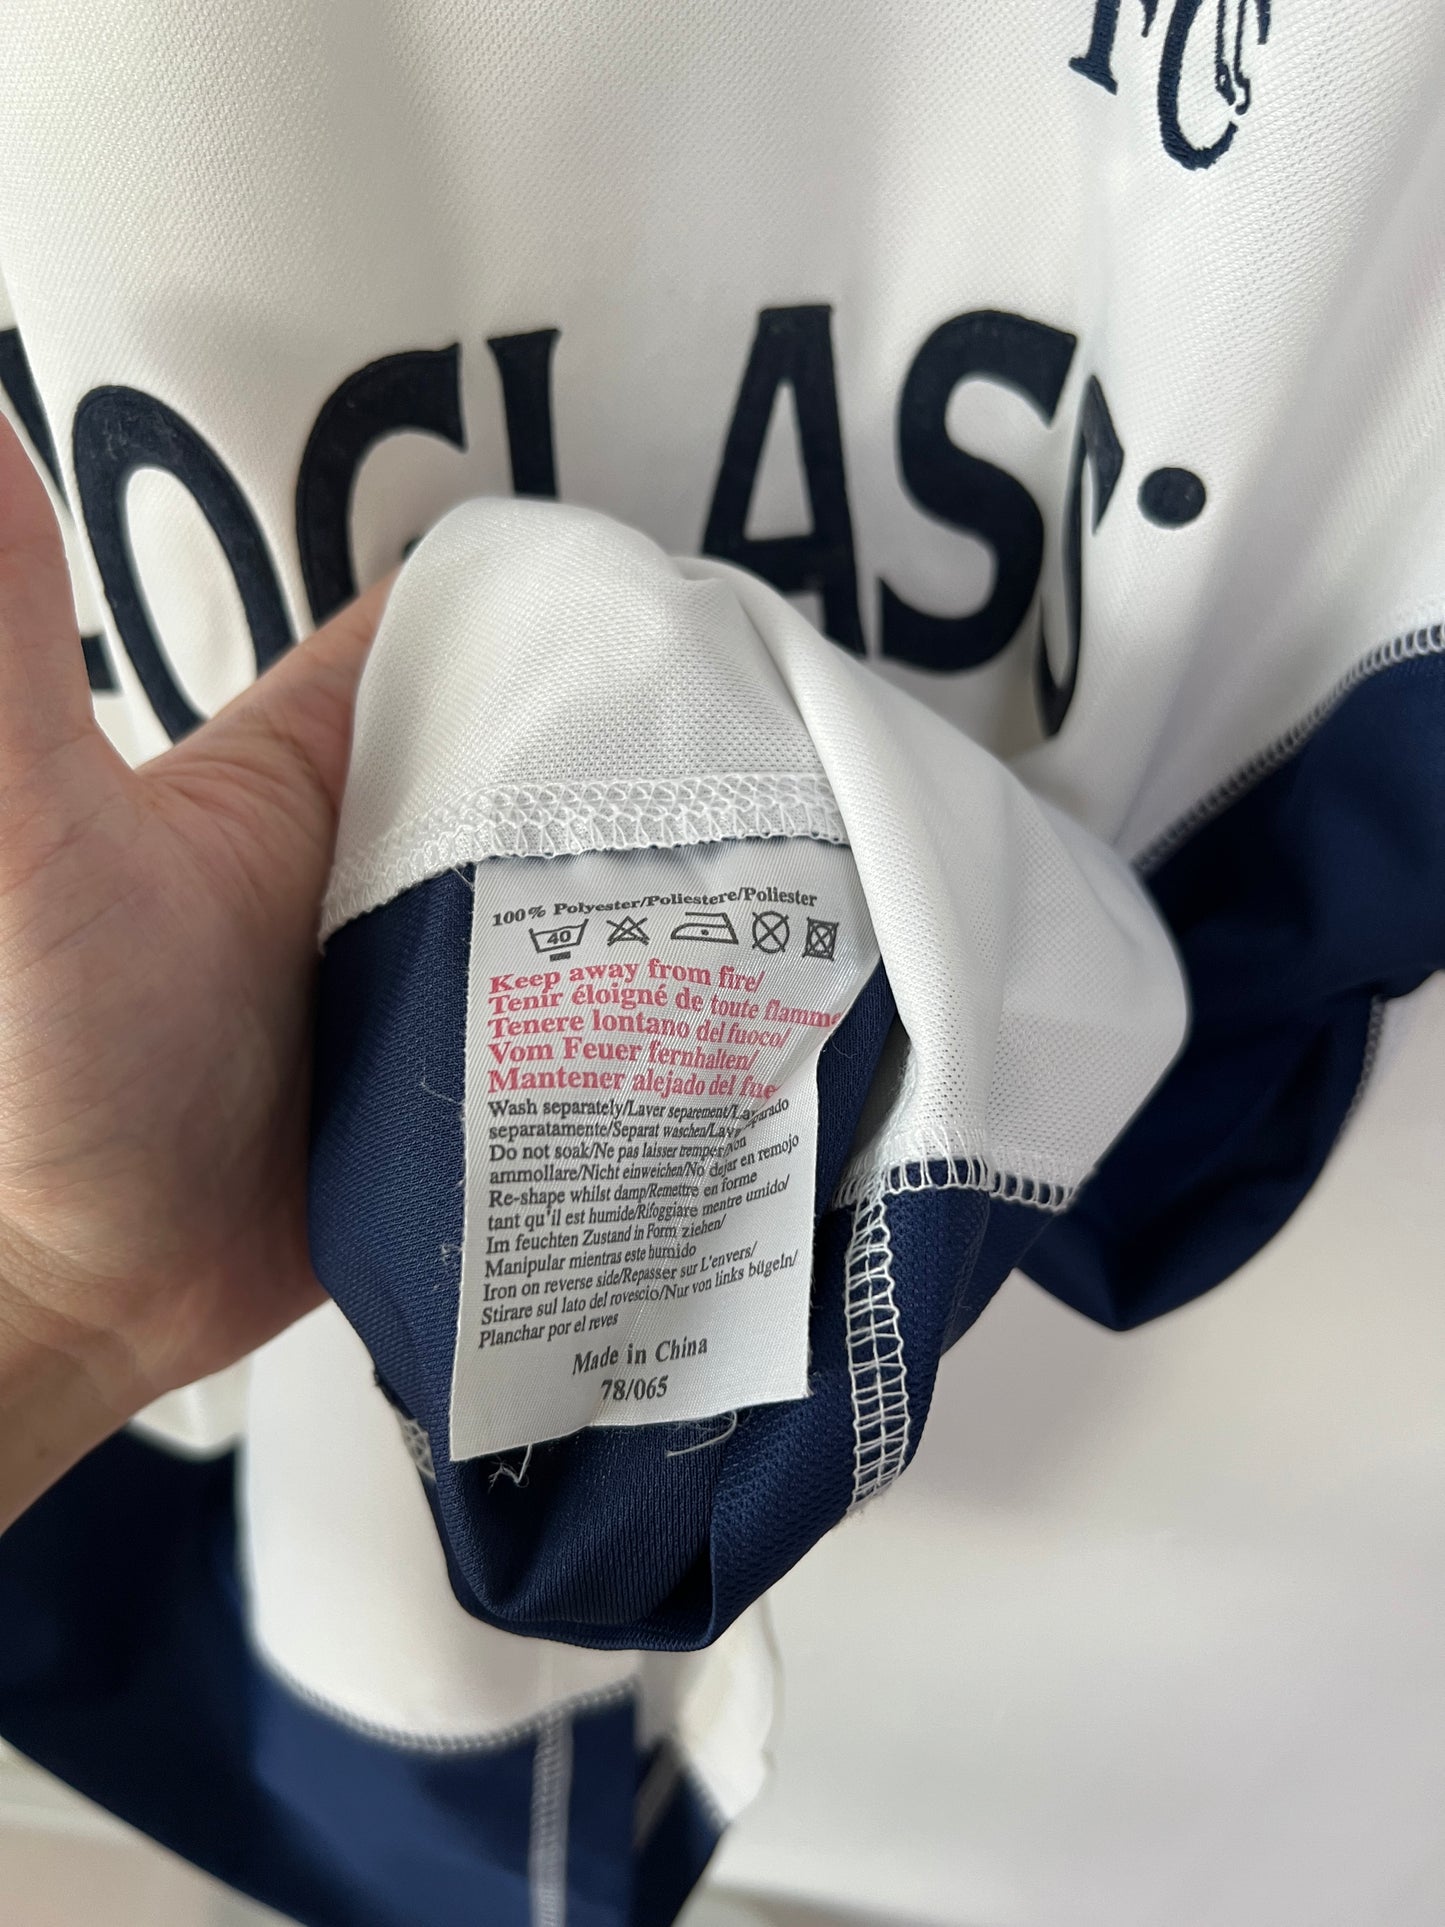 FC
OGLASS
100% Polyester/Poliestere/Poliester
40
Keep away from fire/
Tenir éloigné de toute flamme
Tenere lontano del fuoco/
Vom Feuer fernhalten/
Mantener alejado del fue
Wash separately/Laver separement/Lavarado
separatamente/Separat waschen/Lav
Do not soak/Ne pas laisser tremper/Non
ammollare/Nicht einweichen/No dejar en remojo
Re-shape whilst damp/Remettre en forme
tant qu'il est humide/Rifoggiare mentre umido/
Im feuchten Zustand in Form ziehen/
Manipular mientras este humido
Iron on reverse side/Repasser sur L'envers/
Stirare sul lato del rovescio/Nur von links bügeln/
Planchar por el reves
Made in China
78/065